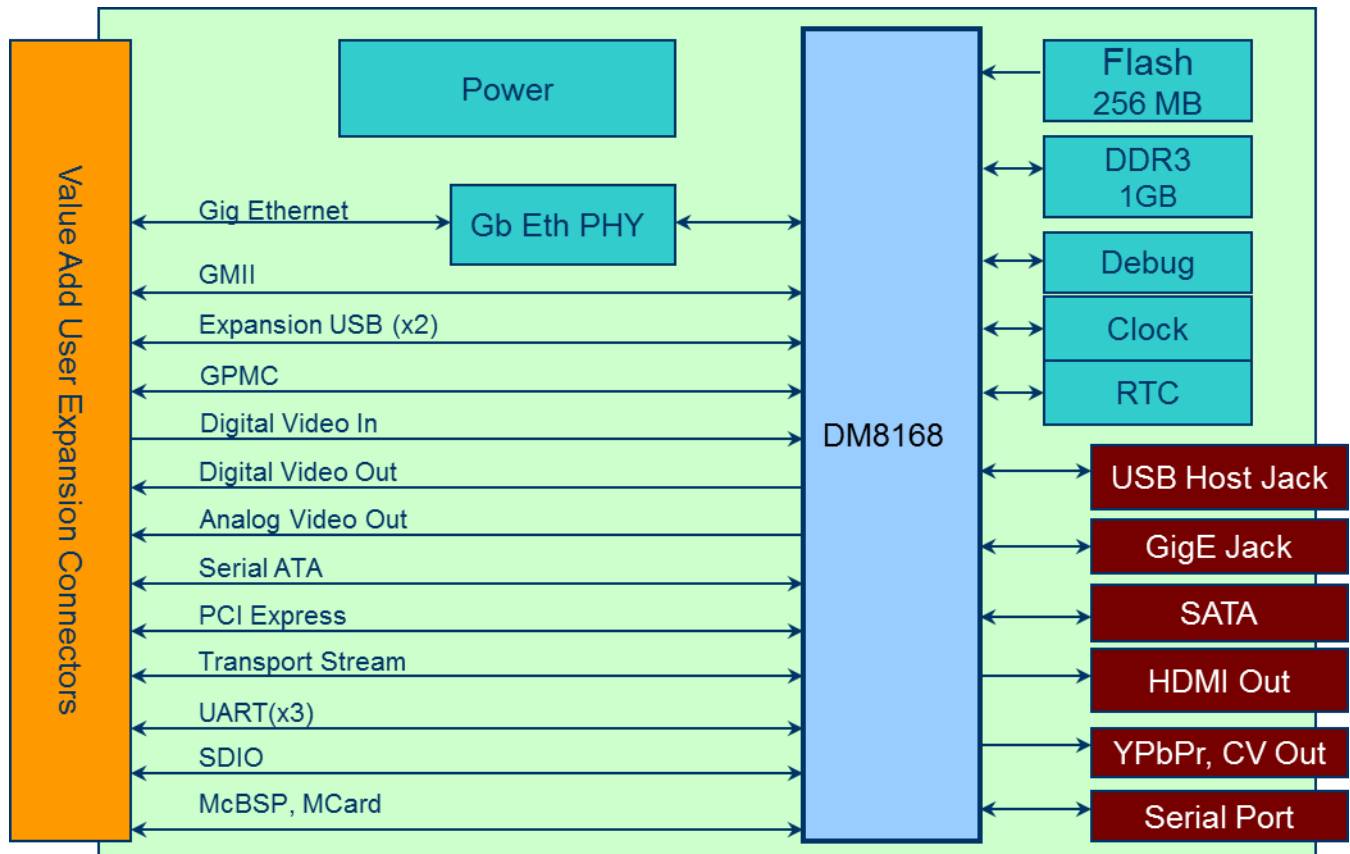 Value Add User Expansion Connectors
Power
Gig Ethernet
Gb Eth PHY
GMII
Expansion USB (x2)
GPMC
Digital Video In
Digital Video Out
Analog Video Out
Serial ATA
PCI Express
Transport Stream
UART(x3)
SDIO
McBSP, MCard
DM8168
Flash
256 MB
DDR3
1GB
Debug
Clock
RTC
USB Host Jack
GigE Jack
SATA
HDMI Out
YPbPr, CV Out
Serial Port